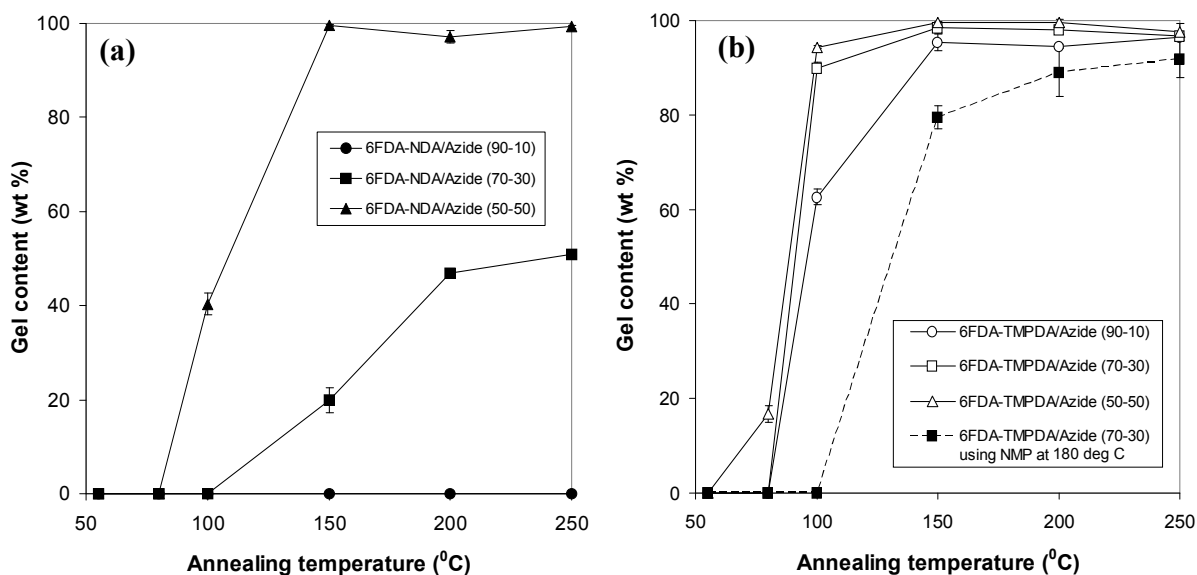 (a)
Gel content (wt %)
100
80
60
40
20
0
6FDA-NDA/Azide (90-10)
6FDA-NDA/Azide (70-30)
6FDA-NDA/Azide (50-50)
50 100 150 200 250
Annealing temperature (⁰C)
(b)
Gel content (wt %)
100
80
60
40
20
0
6FDA-TMPDA/Azide (90-10)
6FDA-TMPDA/Azide (70-30)
6FDA-TMPDA/Azide (50-50)
6FDA-TMPDA/Azide (70-30)
using NMP at 180 deg C
50 100 150 200 250
Annealing temperature (⁰C)